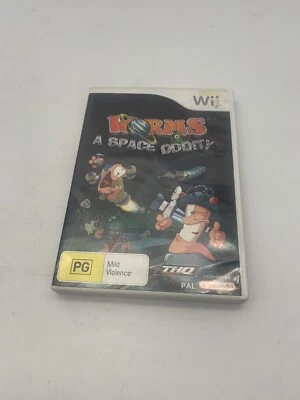 Wii
WORMS
A SPACE ODDITY
PG
Mild
Violence
THQ
PAL